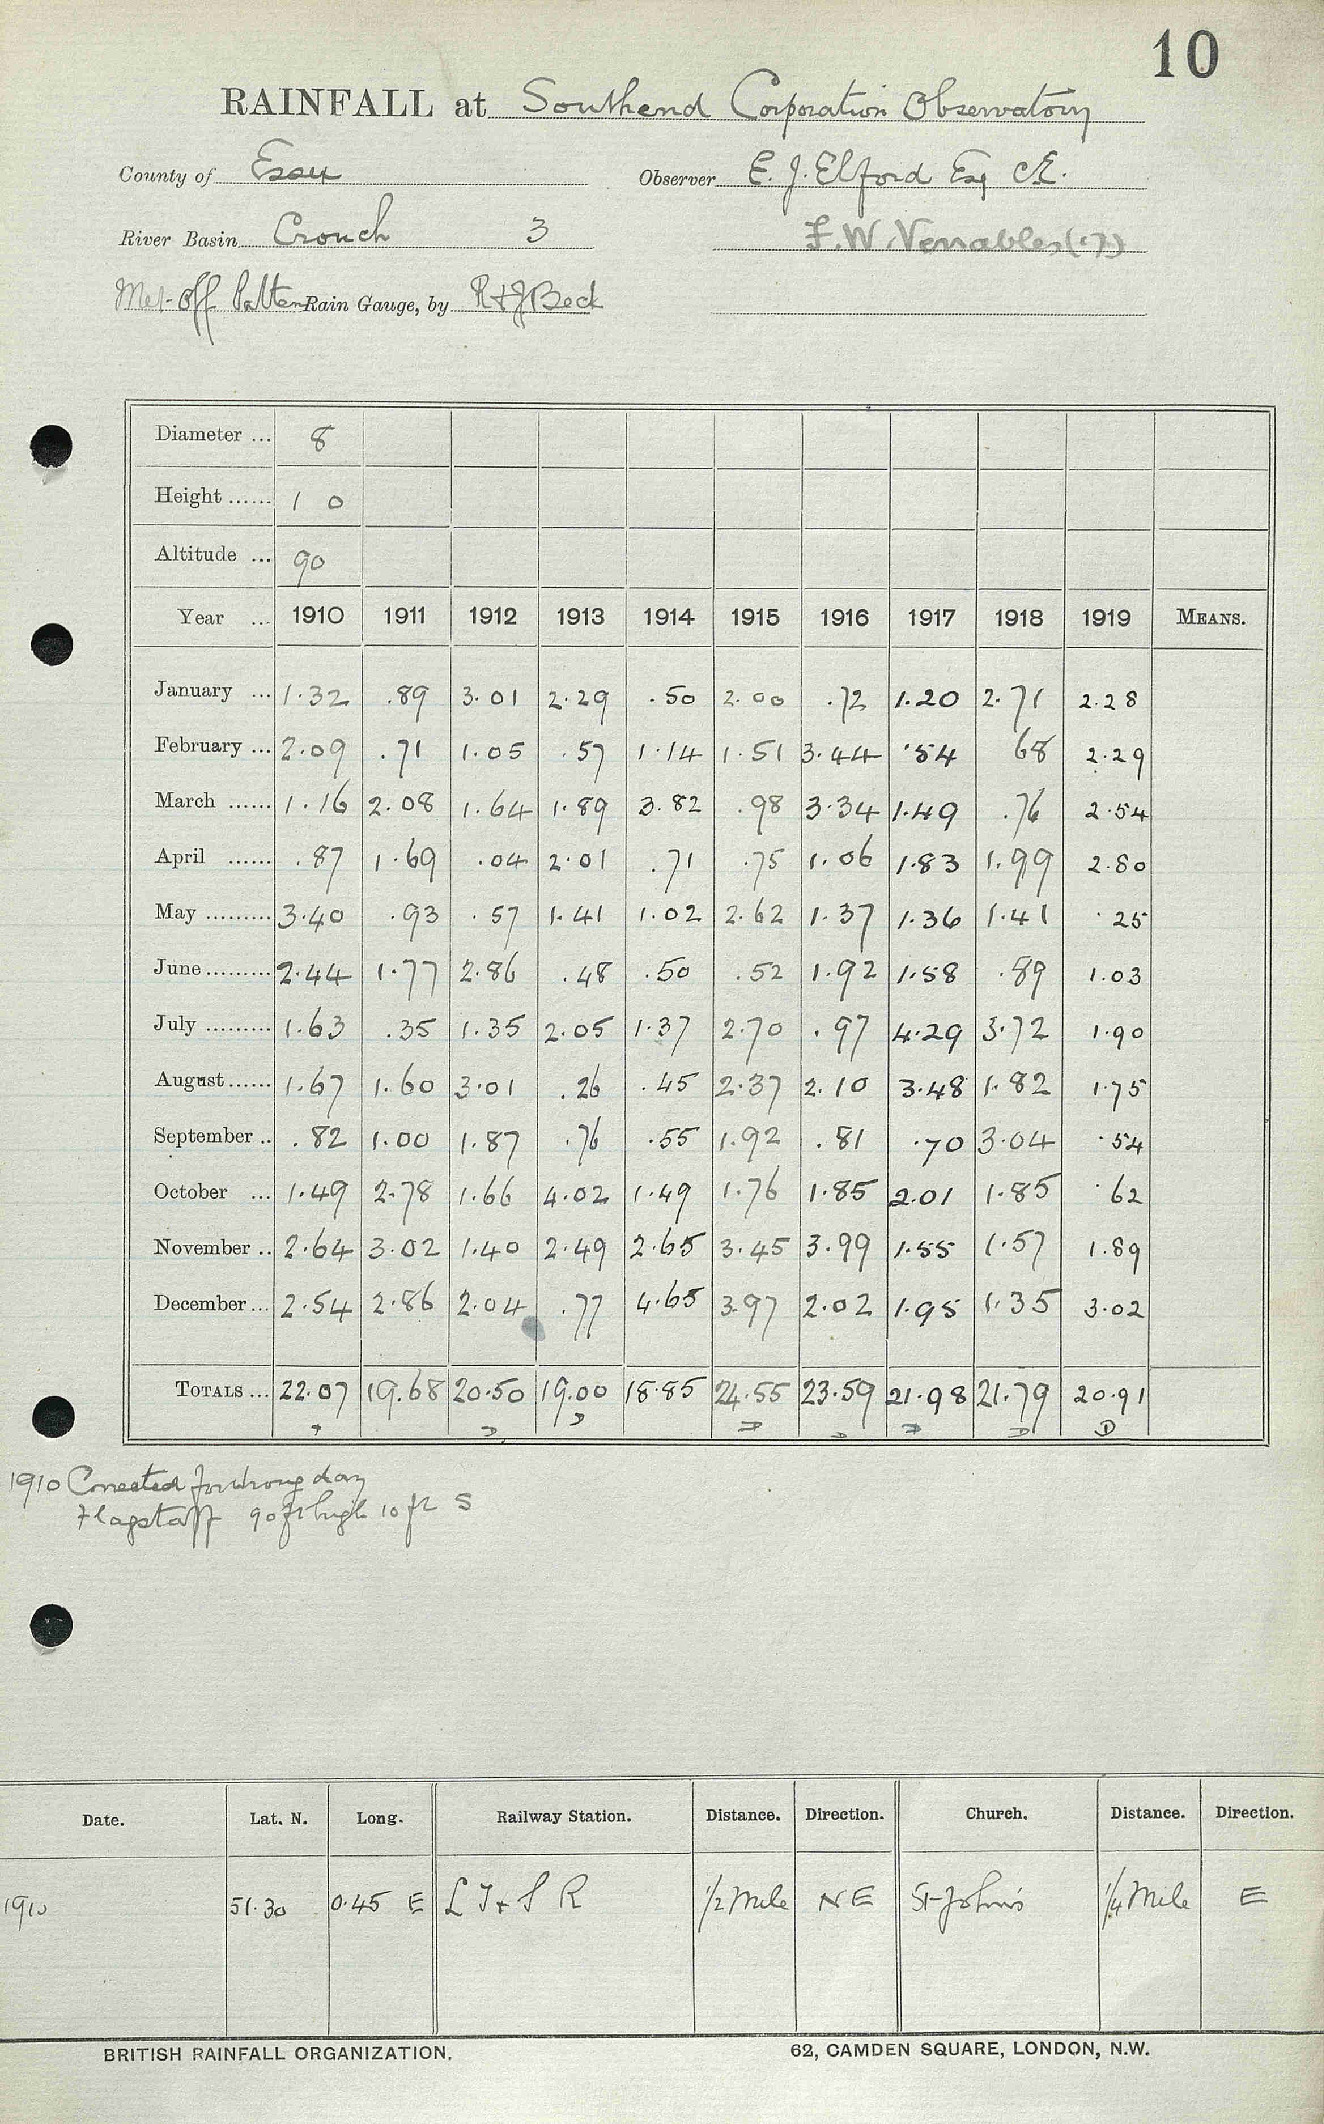 10
RAINFALL at Southend Corporation Observatory
County of Essex Observer E. J. Elford Esq CE.
River Basin Crouch 3 F. W. Venables (17)
Met. Off Pattern Rain Gauge, by R & J Beck
Diameter ... 8
Height ...... 1 0
Altitude ... 90
Year ... 1910 1911 1912 1913 1914 1915 1916 1917 1918 1919 MEANS.
January ... 1.32 .89 3.01 2.29 .50 2.00 .72 1.20 2.71 2.28
February ... 2.09 .71 1.05 .57 1.14 1.51 3.44 .54 68 2.29
March ...... 1.16 2.08 1.64 1.89 3.82 .98 3.34 1.49 .76 2.54
April ...... .87 1.69 .04 2.01 .71 .75 1.06 1.83 1.99 2.80
May ......... 3.40 .93 .57 1.41 1.02 2.62 1.37 1.36 1.41 .25
June ......... 2.44 1.77 2.86 .48 .50 .52 1.92 1.58 .89 1.03
July ......... 1.63 .35 1.35 2.05 1.37 2.70 .97 4.29 3.72 1.90
August ...... 1.67 1.60 3.01 .26 .45 2.37 2.10 3.48 1.82 1.75
September .. .82 1.00 1.87 .76 .55 1.92 .81 .70 3.04 .54
October ... 1.49 2.78 1.66 4.02 1.49 1.76 1.85 2.01 1.85 .62
November .. 2.64 3.02 1.40 2.49 2.65 3.45 3.99 1.55 1.57 1.89
December ... 2.54 2.86 2.04 .77 4.65 3.97 2.02 1.95 1.35 3.02
TOTALS ... 22.07 19.68 20.50 19.00 18.85 24.55 23.59 21.98 21.79 20.91
1910 Corrected for wrong day
Flagstaff 90 ft high 10 ft S
Date. Lat. N. Long. Railway Station. Distance. Direction. Church. Distance. Direction.
1910 51.30 0.45 E L T & S R 1/2 Mile NE St Johns 1/4 Mile E
BRITISH RAINFALL ORGANIZATION. 62, CAMDEN SQUARE, LONDON, N.W.